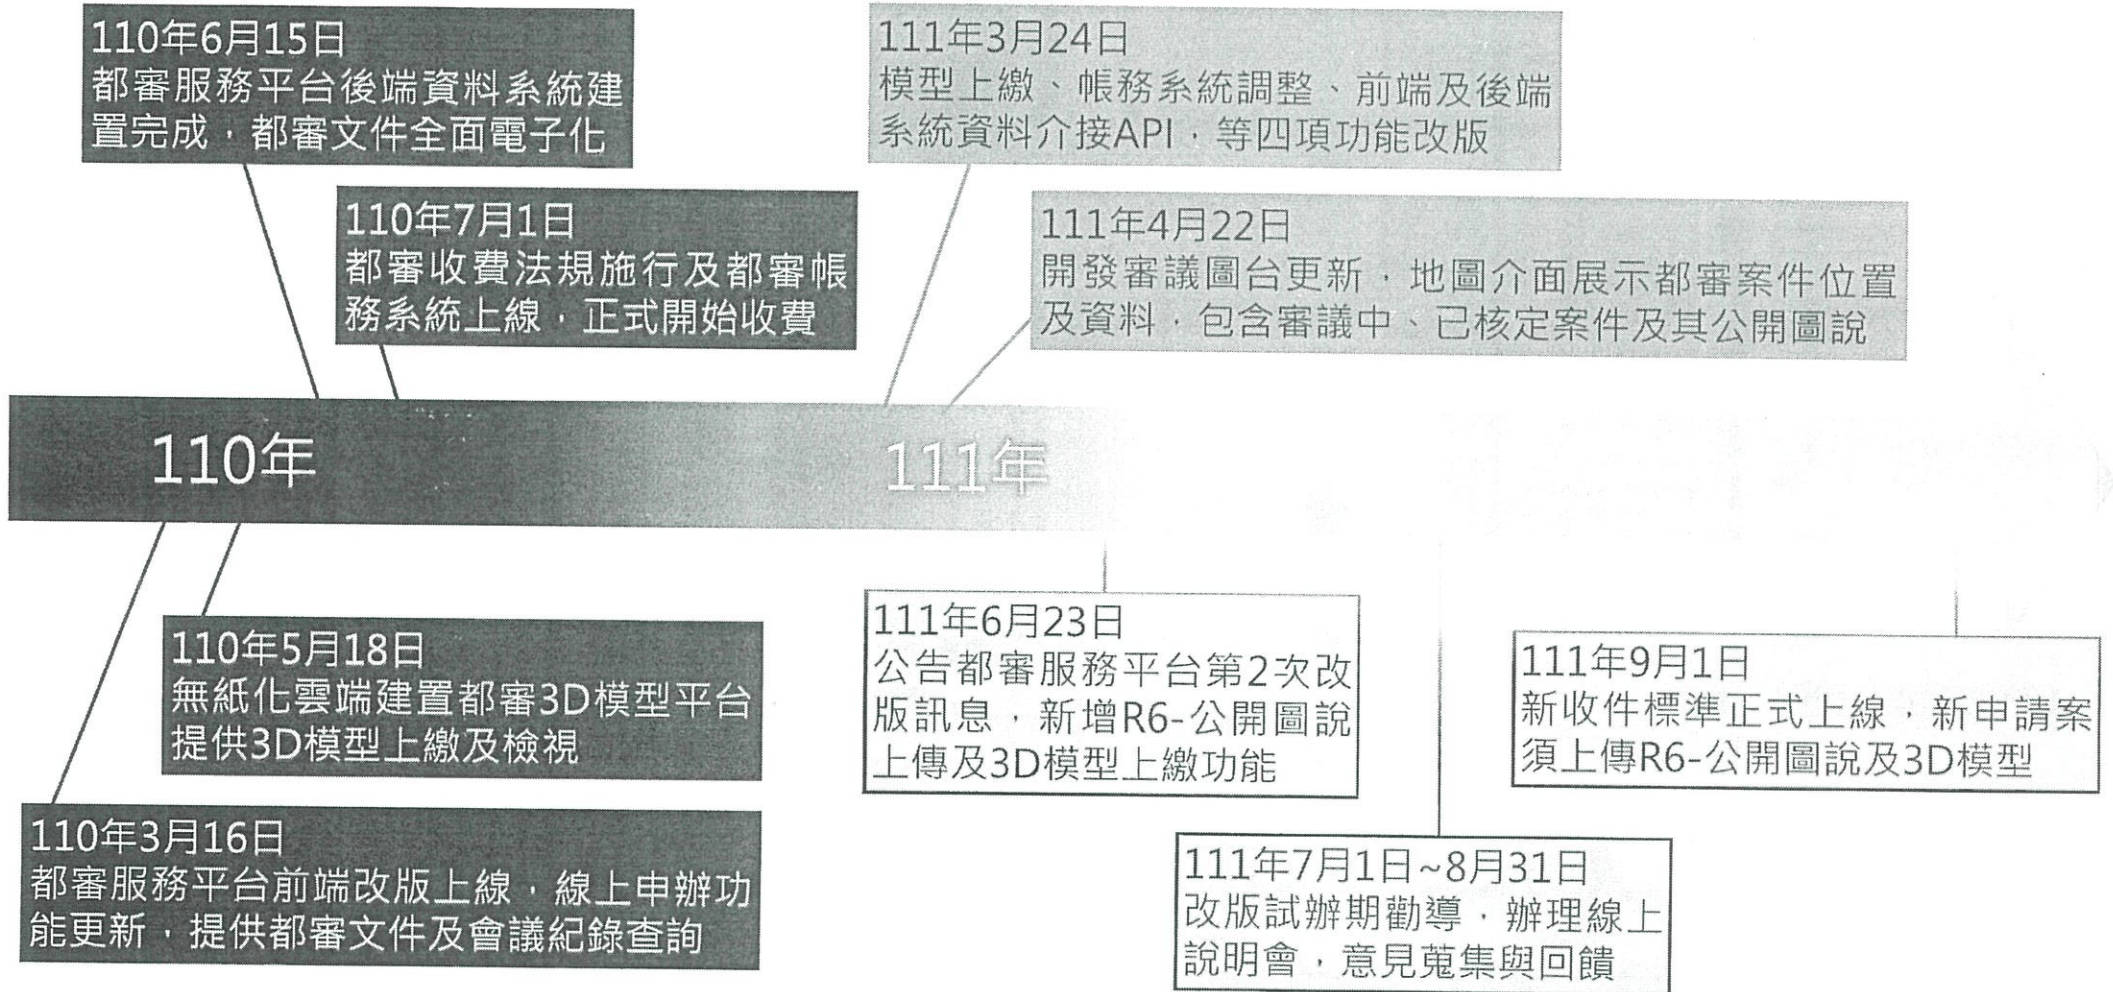 110年6月15日
都審服務平台後端資料系統建
置完成，都審文件全面電子化
111年3月24日
模型上繳、帳務系統調整、前端及後端
系統資料介接API，等四項功能改版
110年7月1日
都審收費法規施行及都審帳
務系統上線，正式開始收費
111年4月22日
開發審議圖台更新，地圖介面展示都審案件位置
及資料，包含審議中、已核定案件及其公開圖說
110年
111年
110年5月18日
無紙化雲端建置都審3D模型平台
提供3D模型上繳及檢視
111年6月23日
公告都審服務平台第2次改
版訊息，新增R6-公開圖說
上傳及3D模型上繳功能
111年9月1日
新收件標準正式上線，新申請案
須上傳R6-公開圖說及3D模型
110年3月16日
都審服務平台前端改版上線，線上申辦功
能更新，提供都審文件及會議紀錄查詢
111年7月1日~8月31日
改版試辦期勸導，辦理線上
說明會，意見蒐集與回饋